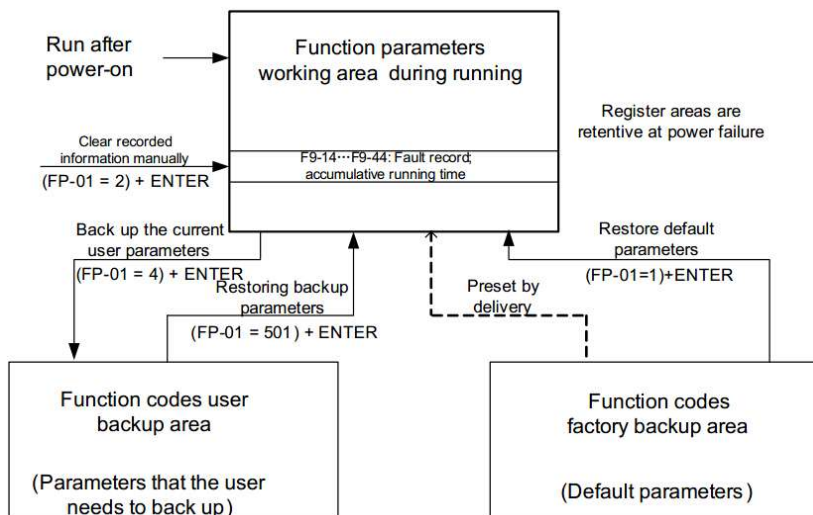 Function parameters
working area  during running
Run after
power-on
Register areas are
retentive at power failure
Clear recorded
information manually
(FP-01 = 2) + ENTER
F9-14⋯F9-44: Fault record;
accumulative running time
Back up the current
user parameters
(FP-01 = 4) + ENTER
Restoring backup
parameters
(FP-01 = 501) + ENTER
Preset by
delivery
Restore default
parameters
(FP-01=1)+ENTER
Function codes user
backup area
(Parameters that the user
needs to back up)
Function codes
factory backup area
(Default parameters)